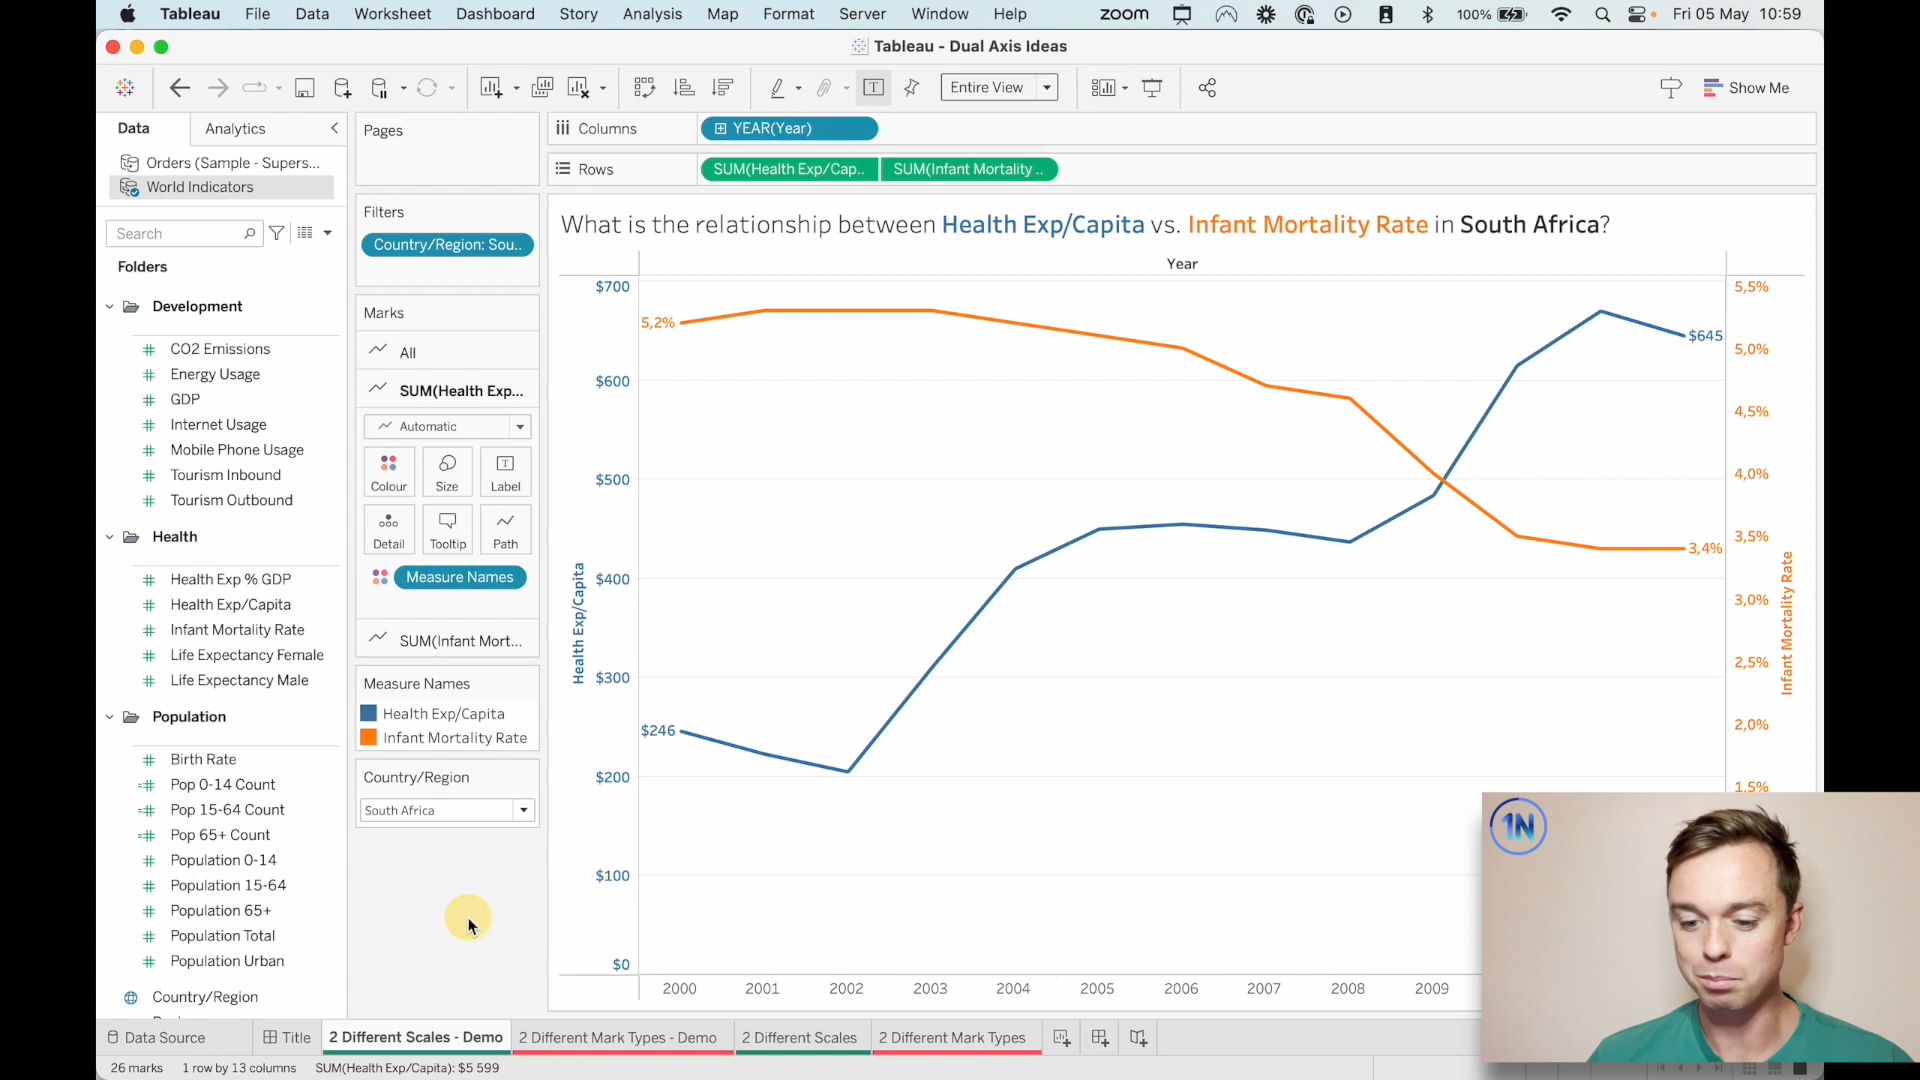 Tableau File Data Worksheet Dashboard Story Analysis Map Format Server Window Help zoom 100% Fri 05 May 10:59
Tableau - Dual Axis Ideas
Entire View Show Me
Data Analytics
Orders (Sample - Supers...
World Indicators
Search
Folders
Development
CO2 Emissions
Energy Usage
GDP
Internet Usage
Mobile Phone Usage
Tourism Inbound
Tourism Outbound
Health
Health Exp % GDP
Health Exp/Capita
Infant Mortality Rate
Life Expectancy Female
Life Expectancy Male
Population
Birth Rate
Pop 0-14 Count
Pop 15-64 Count
Pop 65+ Count
Population 0-14
Population 15-64
Population 65+
Population Total
Population Urban
Country/Region
Pages
Filters
Country/Region: Sou..
Marks
All
SUM(Health Exp...
Automatic
Colour Size Label
Detail Tooltip Path
Measure Names
SUM(Infant Mort...
Measure Names
Health Exp/Capita
Infant Mortality Rate
Country/Region
South Africa
Columns YEAR(Year)
Rows SUM(Health Exp/Cap.. SUM(Infant Mortality ..
What is the relationship between Health Exp/Capita vs. Infant Mortality Rate in South Africa?
Year
$700
$600
$500
$400
$300
$200
$100
$0
Health Exp/Capita
5,2%
$246
$645
3,4%
5,5%
5,0%
4,5%
4,0%
3,5%
3,0%
2,5%
2,0%
1,5%
Infant Mortality Rate
2000 2001 2002 2003 2004 2005 2006 2007 2008 2009
1N
Data Source Title 2 Different Scales - Demo 2 Different Mark Types - Demo 2 Different Scales 2 Different Mark Types
26 marks 1 row by 13 columns SUM(Health Exp/Capita): $5 599